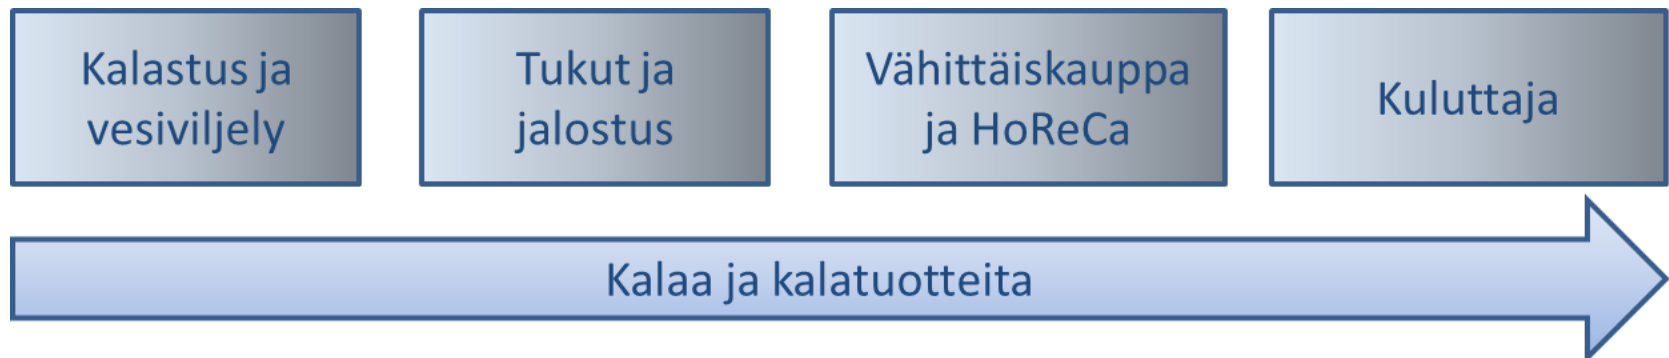 Kalastus ja
vesiviljely
Tukut ja
jalostus
Vähittäiskauppa
ja HoReCa
Kuluttaja
Kalaa ja kalatuotteita